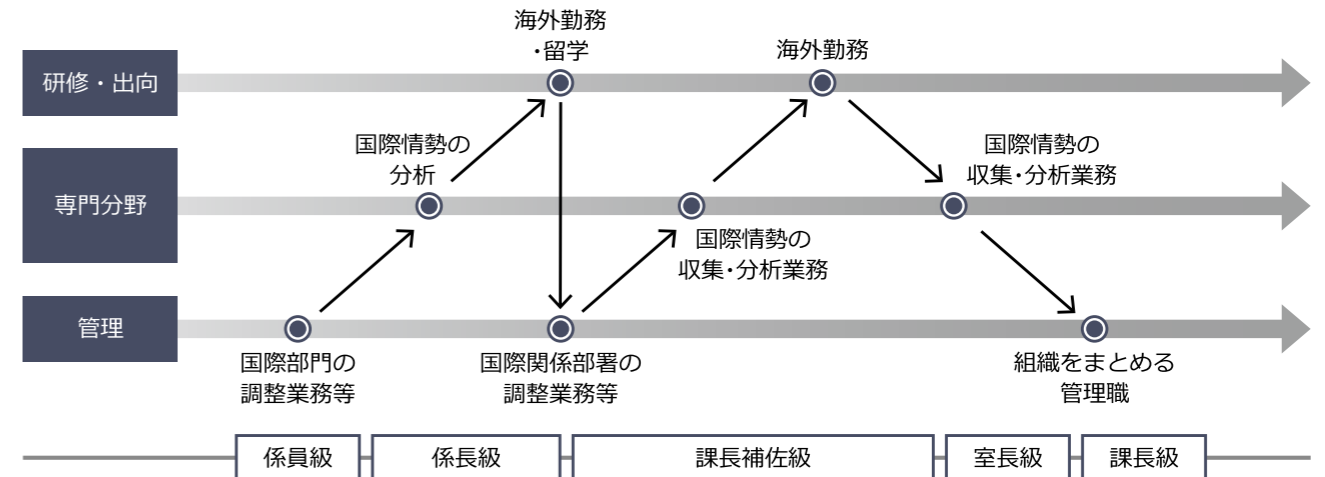 海外勤務
・留学
海外勤務
研修・出向
国際情勢の
分析
国際情勢の
収集・分析業務
専門分野
国際情勢の
収集・分析業務
管理
国際部門の
調整業務等
国際関係部署の
調整業務等
組織をまとめる
管理職
係員級
係長級
課長補佐級
室長級
課長級